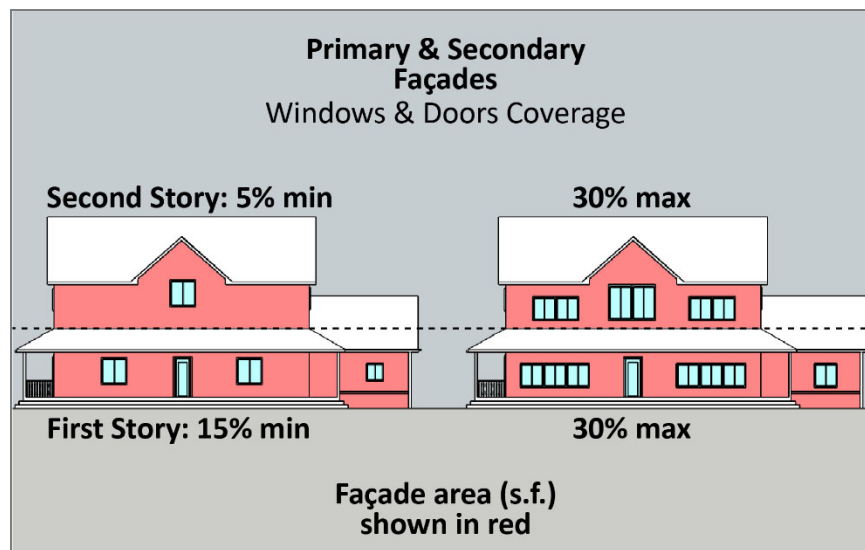 Primary & Secondary
Façades
Windows & Doors Coverage
Second Story: 5% min
30% max
First Story: 15% min
30% max
Façade area (s.f.)
shown in red